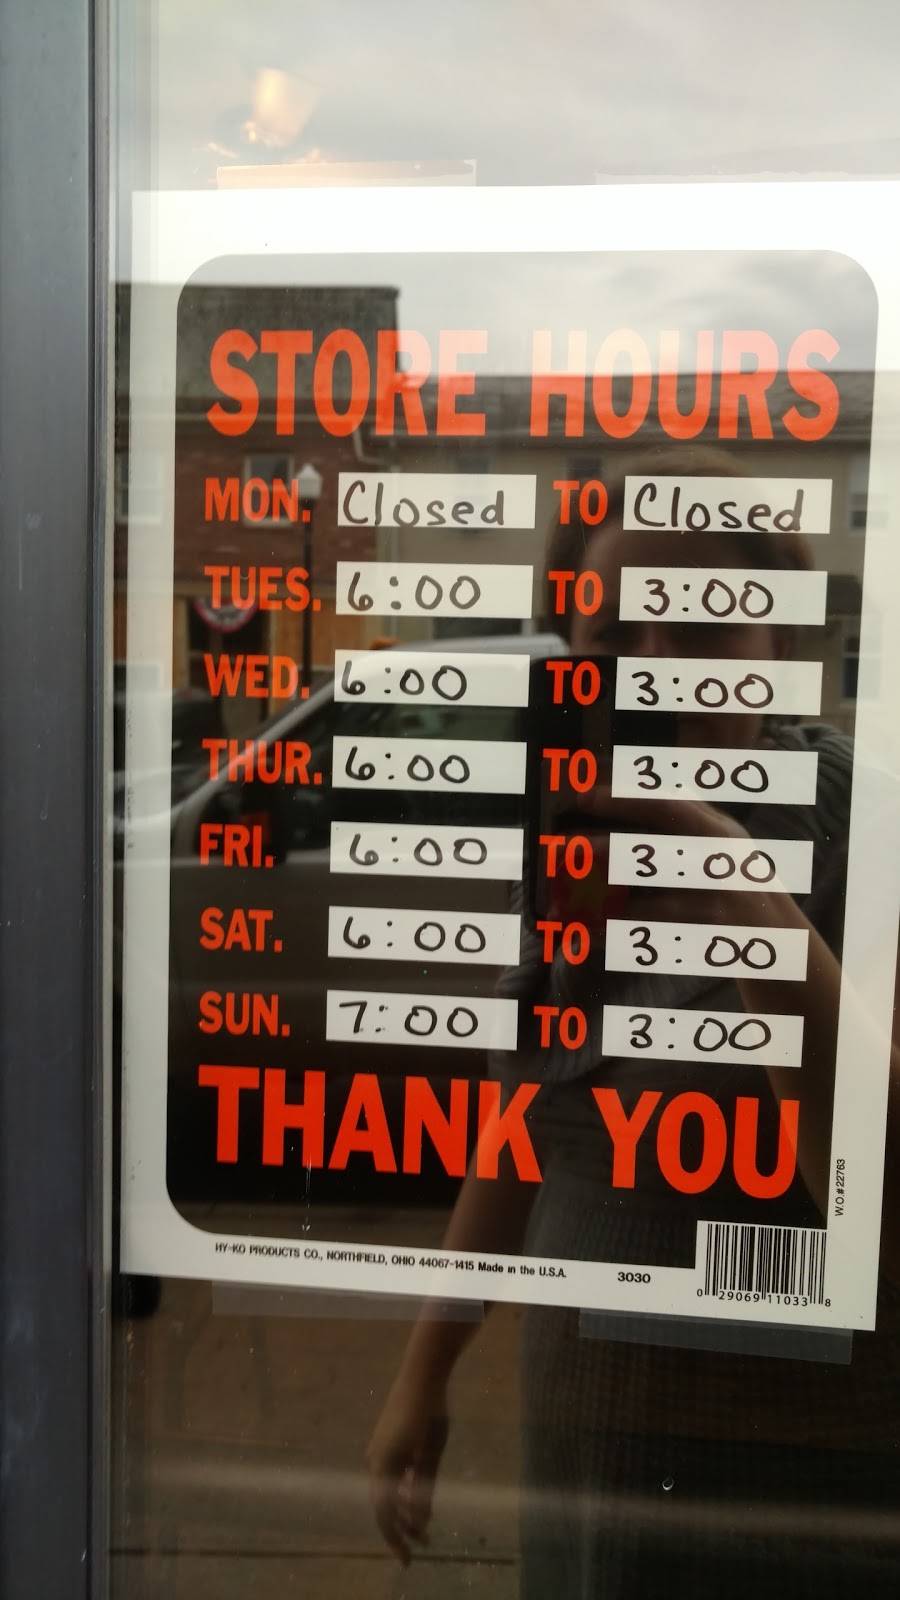 STORE HOURS
MON. Closed TO Closed
TUES. 6:00 TO 3:00
WED. 6:00 TO 3:00
THUR. 6:00 TO 3:00
FRI. 6:00 TO 3:00
SAT. 6:00 TO 3:00
SUN. 7:00 TO 3:00
THANK YOU
W.O.#22763
HY-KO PRODUCTS CO., NORTHFIELD, OHIO 44067-1415 Made in the U.S.A. 3030
0 29069 11033 8